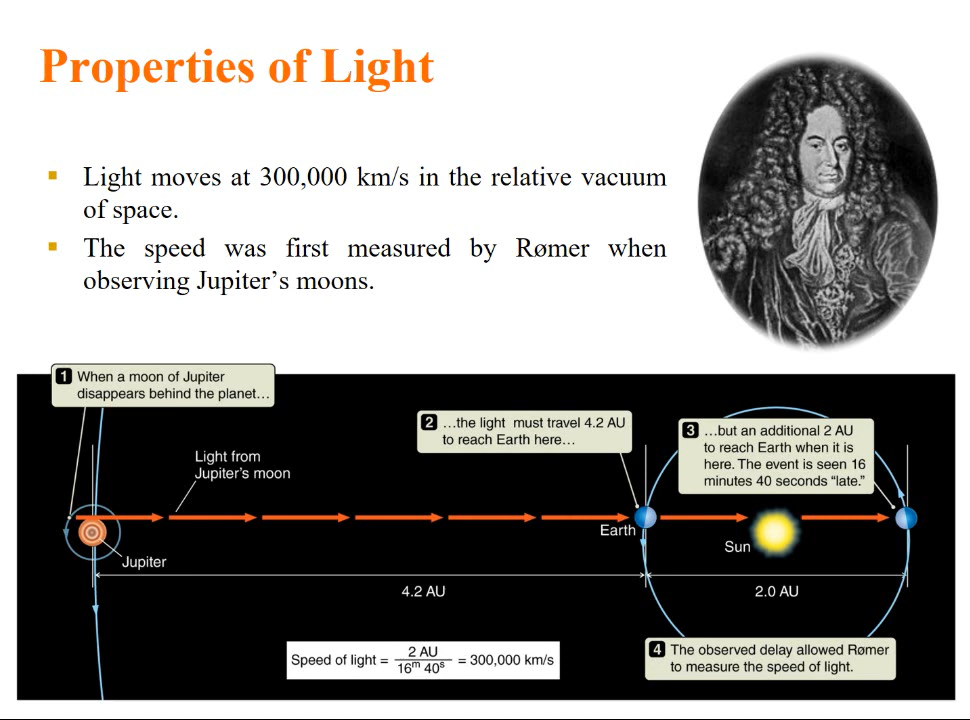 Properties of Light
▪ Light moves at 300,000 km/s in the relative vacuum
of space.
▪ The speed was first measured by Rømer when
observing Jupiter’s moons.
1 When a moon of Jupiter
disappears behind the planet…
2 …the light must travel 4.2 AU
to reach Earth here…
3 …but an additional 2 AU
to reach Earth when it is
here. The event is seen 16
minutes 40 seconds “late.”
Light from
Jupiter’s moon
Earth
Sun
Jupiter
4.2 AU
2.0 AU
Speed of light = 2 AU / 16ᵐ 40ˢ = 300,000 km/s
4 The observed delay allowed Rømer
to measure the speed of light.